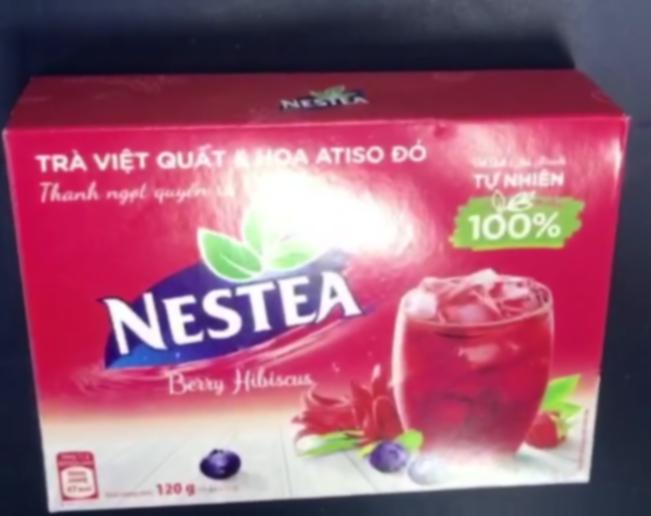 NESTEA
TRÀ VIỆT QUẤT & HOA ATISO ĐỎ
Thanh ngọt quyến
TỰ NHIÊN
100%
NESTEA
Berry Hibiscus
120 g